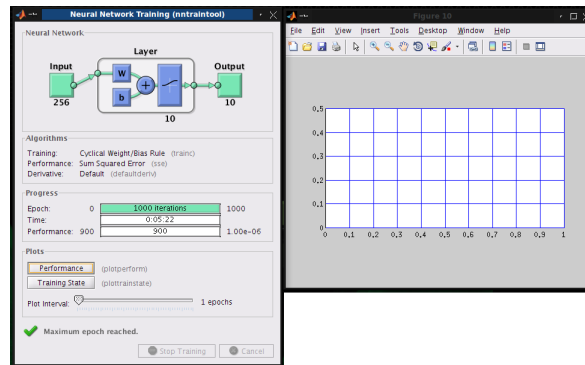 Neural Network Training (nntraintool)
Neural Network
Layer
Input
W
Output
b
256
10
10
Algorithms
Training: Cyclical Weight/Bias Rule (trainc)
Performance: Sum Squared Error (sse)
Derivative: Default (defaultderiv)
Progress
Epoch: 0 1000 iterations 1000
Time: 0:05:22
Performance: 900 900 1.00e-06
Plots
Performance (plotperform)
Training State (plottrainstate)
Plot Interval: 1 epochs
Maximum epoch reached.
Stop Training Cancel
Figure 10
File Edit View Insert Tools Desktop Window Help
0.5
0.4
0.3
0.2
0.1
0
0 0.1 0.2 0.3 0.4 0.5 0.6 0.7 0.8 0.9 1